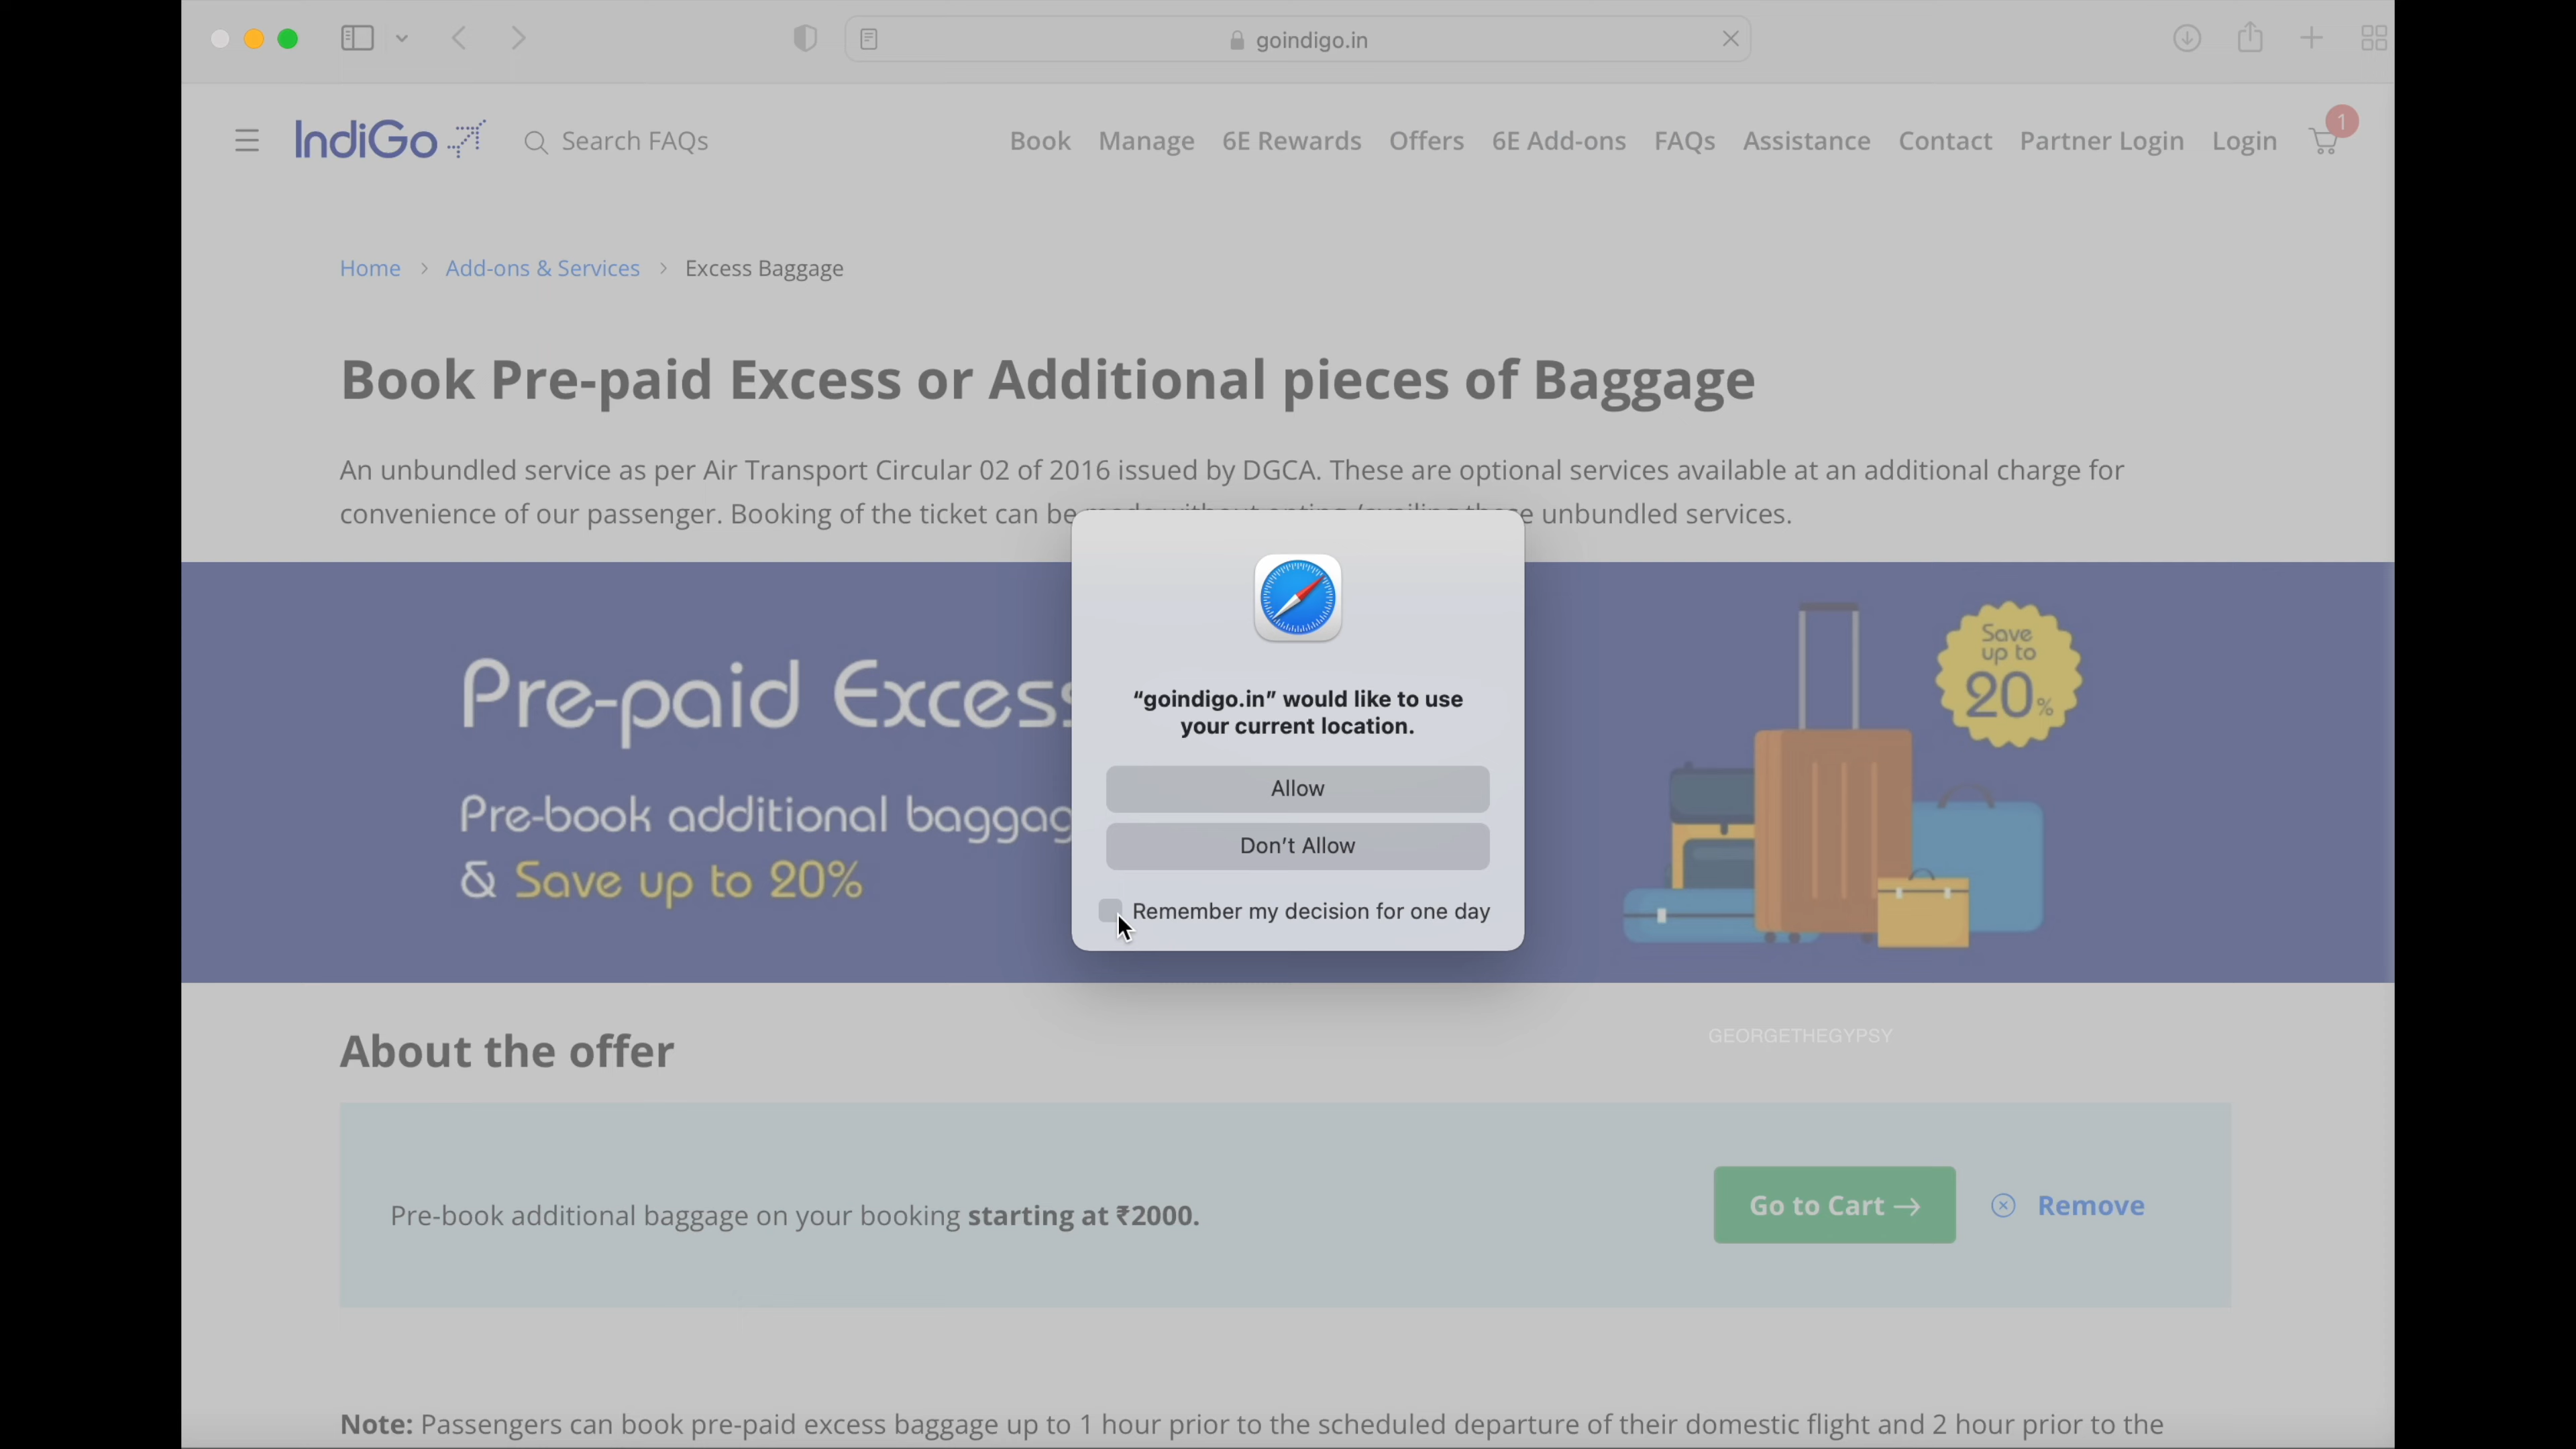 goindigo.in
IndiGo
Search FAQs
Book Manage 6E Rewards Offers 6E Add-ons FAQs Assistance Contact Partner Login Login 1
Home > Add-ons & Services > Excess Baggage
Book Pre-paid Excess or Additional pieces of Baggage
An unbundled service as per Air Transport Circular 02 of 2016 issued by DGCA. These are optional services available at an additional charge for
convenience of our passenger. Booking of the ticket can be unbundled services.
Pre-paid Excess
Pre-book additional baggag
& Save up to 20%
Save
up to
20%
"goindigo.in" would like to use
your current location.
Allow
Don't Allow
Remember my decision for one day
About the offer
GEORGETHEGYPSY
Pre-book additional baggage on your booking starting at ₹2000.
Go to Cart →
Remove
Note: Passengers can book pre-paid excess baggage up to 1 hour prior to the scheduled departure of their domestic flight and 2 hour prior to the